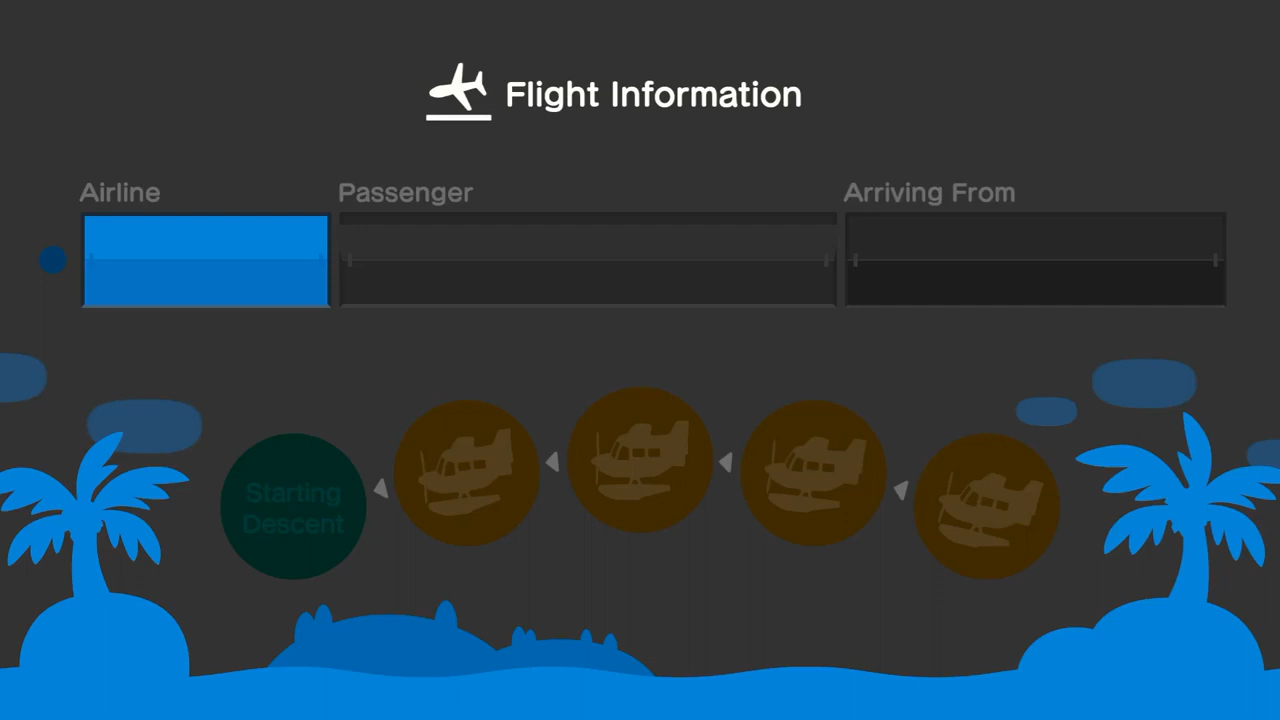 Flight Information
Airline
Passenger
Arriving From
Starting
Descent